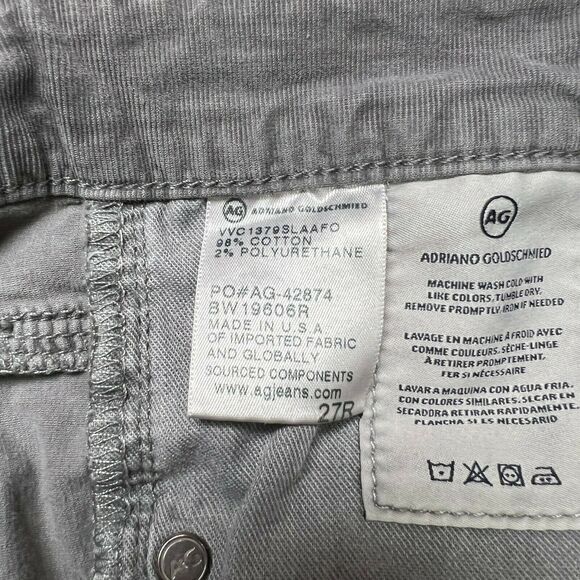 AG ADRIANO GOLDSCHMIED
VVC1379SLAAFO
98% COTTON
2% POLYURETHANE
PO#AG-42874
BW19606R
MADE IN U.S.A
OF IMPORTED FABRIC
AND GLOBALLY
SOURCED COMPONENTS
www.agjeans.com
27R
AG
ADRIANO GOLDSCHMIED
MACHINE WASH COLD WITH
LIKE COLORS, TUMBLE DRY,
REMOVE PROMPTLY. IRON IF NEEDED
LAVAGE EN MACHINE À FROID AVEC
COMME COULEURS. SÈCHE-LINGE
À RETIRER PROMPTEMENT.
FER SI NÉCESSAIRE
LAVAR A MAQUINA CON AGUA FRIA.
CON COLORES SIMILARES. SECAR EN
SECADORA RETIRAR RAPIDAMENTE.
PLANCHA SI ES NECESARIO
AG